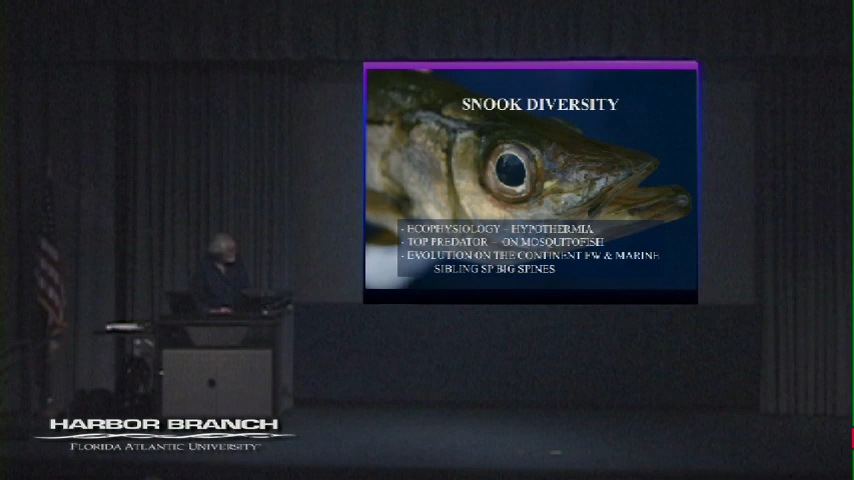 SNOOK DIVERSITY
- ECOPHYSIOLOGY - HYPOTHERMIA
- TOP PREDATOR - ON MOSQUITOFISH
- EVOLUTION ON THE CONTINENT FW & MARINE
SIBLING SP BIG SPINES
HARBOR BRANCH
FLORIDA ATLANTIC UNIVERSITY